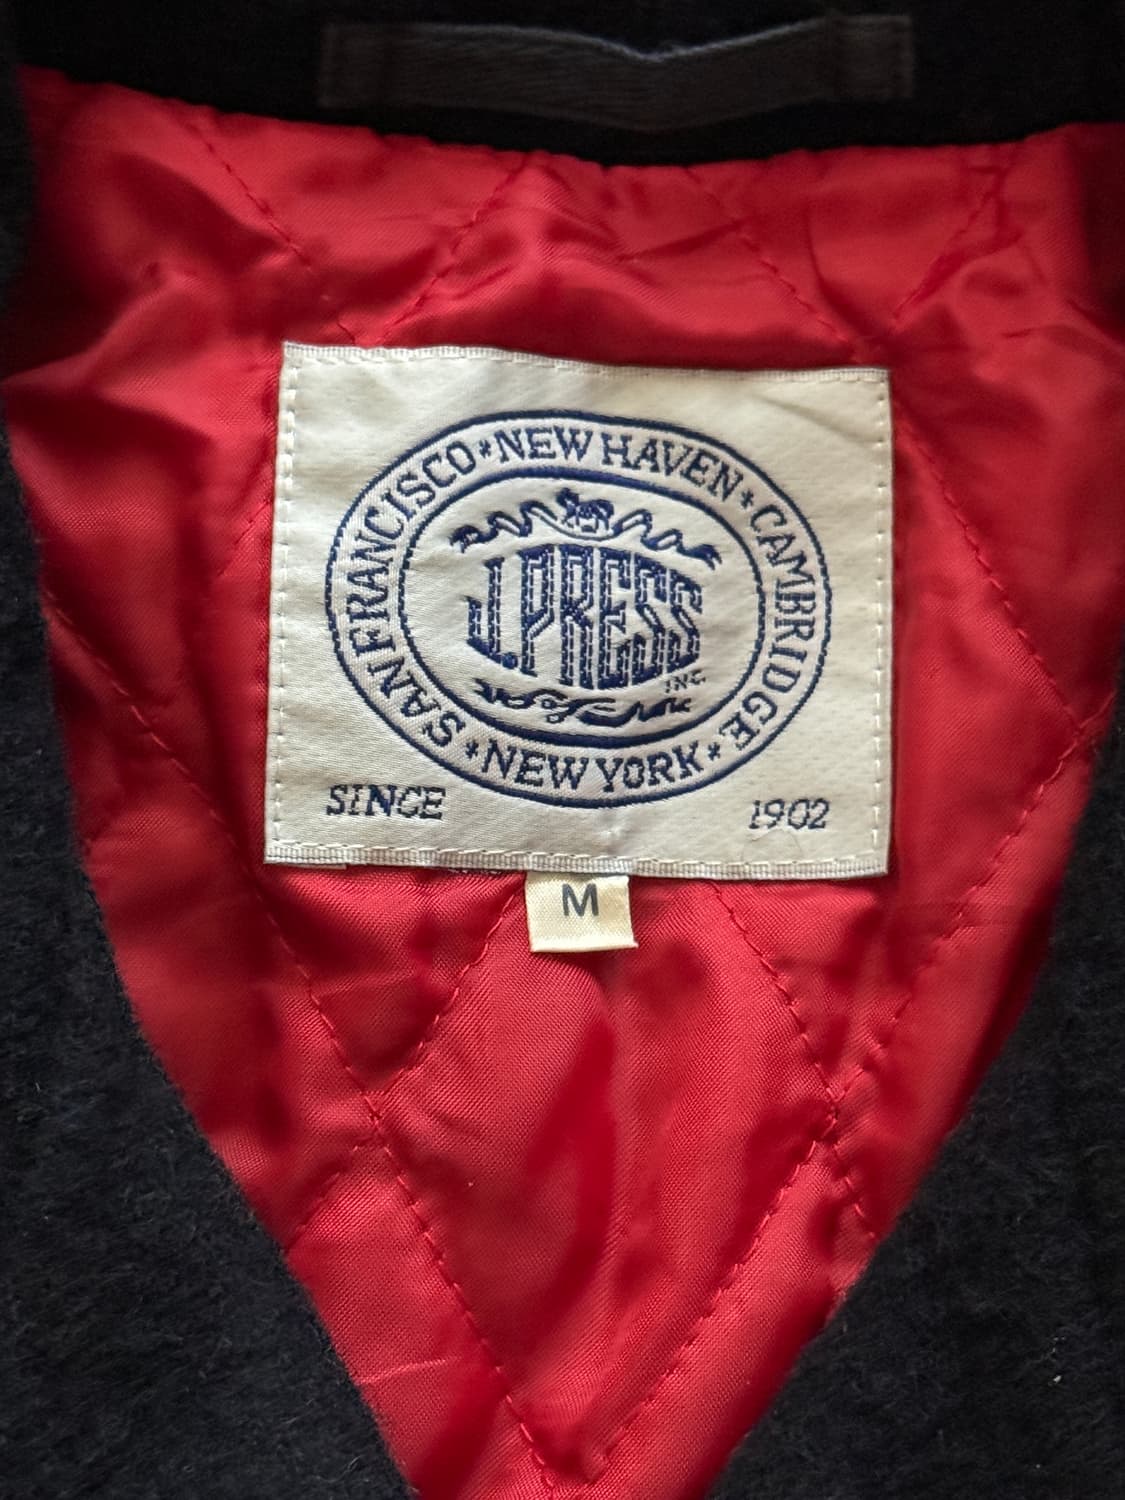 SAN FRANCISCO * NEW HAVEN * CAMBRIDGE * NEW YORK *
J. PRESS
INC.
SINCE 1902
M